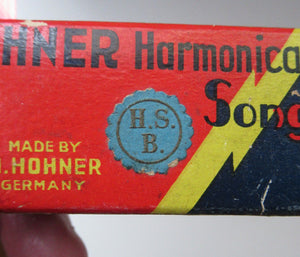 HNER Harmonica
Song
H.S.
B.
MADE BY
M.HOHNER
GERMANY